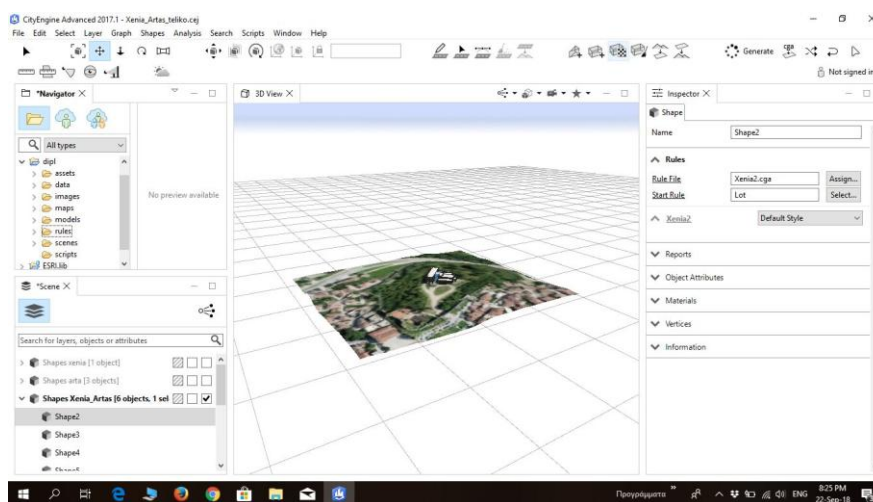 CityEngine Advanced 2017.1 - Xenia_Artas_teliko.cej
File Edit Select Layer Graph Shapes Analysis Search Scripts Window Help
Generate
Not signed in
*Navigator
All types
dipl
assets
data
images
maps
models
rules
scenes
scripts
ESRI.lib
No preview available
*Scene
Search for layers, objects or attributes
Shapes xenia [1 object]
Shapes arta [3 objects]
Shapes Xenia_Artas [6 objects, 1 sel
Shape2
Shape3
Shape4
Shape5
3D View
Inspector
Shape
Name Shape2
Rules
Rule File Xenia2.cga Assign...
Start Rule Lot Select...
Xenia2 Default Style
Reports
Object Attributes
Materials
Vertices
Information
Προγράμματα
ENG
8:25 PM
22-Sep-18